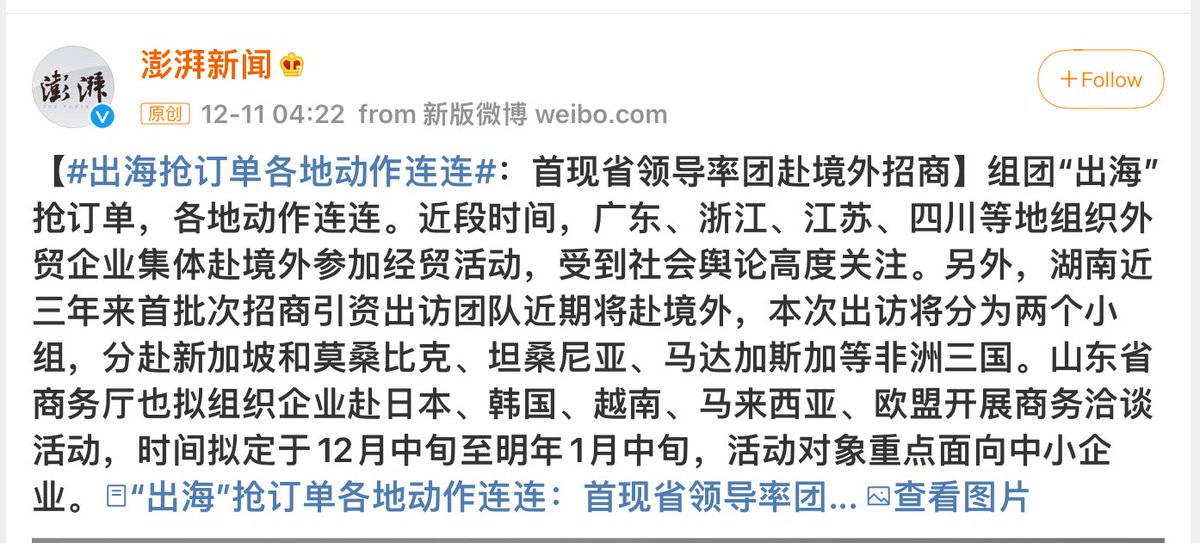 澎湃新闻
澎湃
原创 12-11 04:22 from 新版微博 weibo.com
+Follow
【#出海抢订单各地动作连连#：首现省领导率团赴境外招商】组团“出海”
抢订单，各地动作连连。近段时间，广东、浙江、江苏、四川等地组织外
贸企业集体赴境外参加经贸活动，受到社会舆论高度关注。另外，湖南近
三年来首批次招商引资出访团队近期将赴境外，本次出访将分为两个小
组，分赴新加坡和莫桑比克、坦桑尼亚、马达加斯加等非洲三国。山东省
商务厅也拟组织企业赴日本、韩国、越南、马来西亚、欧盟开展商务洽谈
活动，时间拟定于12月中旬至明年1月中旬，活动对象重点面向中小企
业。“出海”抢订单各地动作连连：首现省领导率团... 查看图片